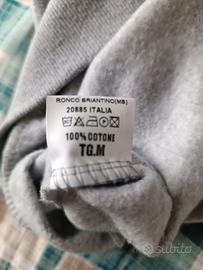 RONCO BRIANTINO(MB)
20885 ITALIA
100%COTONE
TG.M
subito